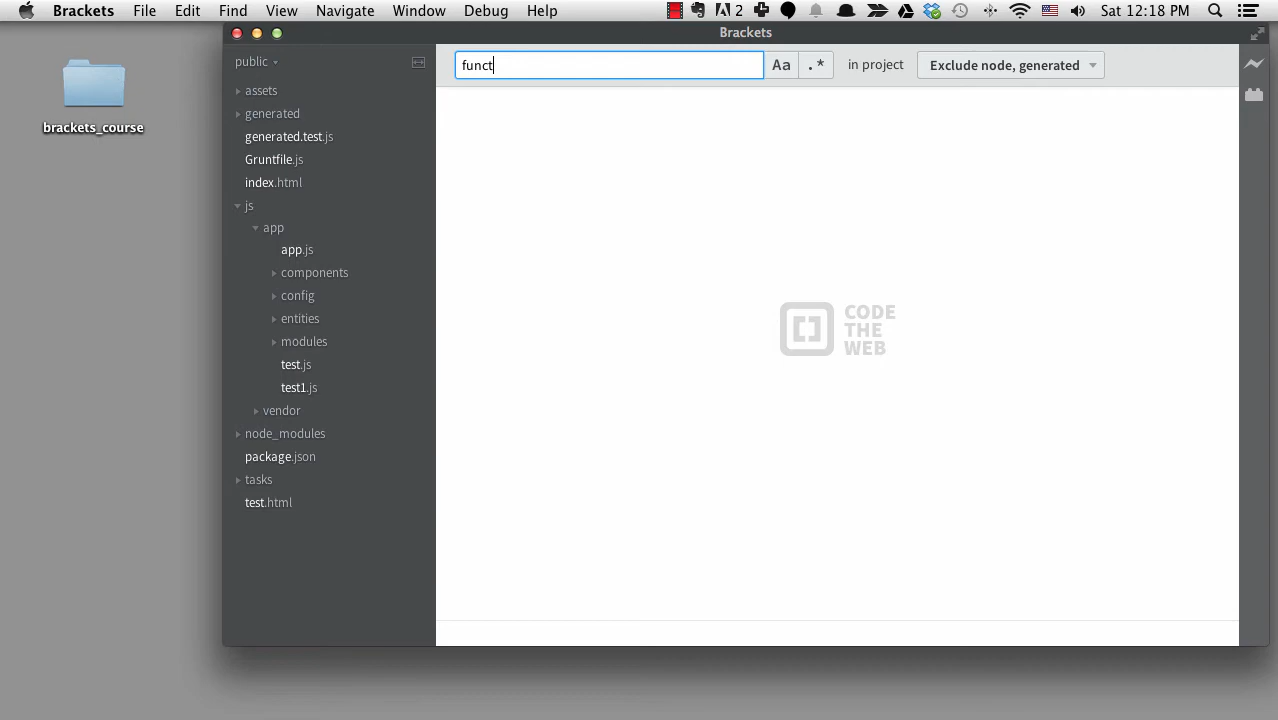 Brackets File Edit Find View Navigate Window Debug Help 2 Sat 12:18 PM
Brackets
public
funct Aa .* in project Exclude node, generated
assets
generated
generated.test.js
Gruntfile.js
index.html
js
app
app.js
components
config
entities
modules
test.js
test1.js
vendor
node_modules
package.json
tasks
test.html
brackets_course
CODE
THE
WEB